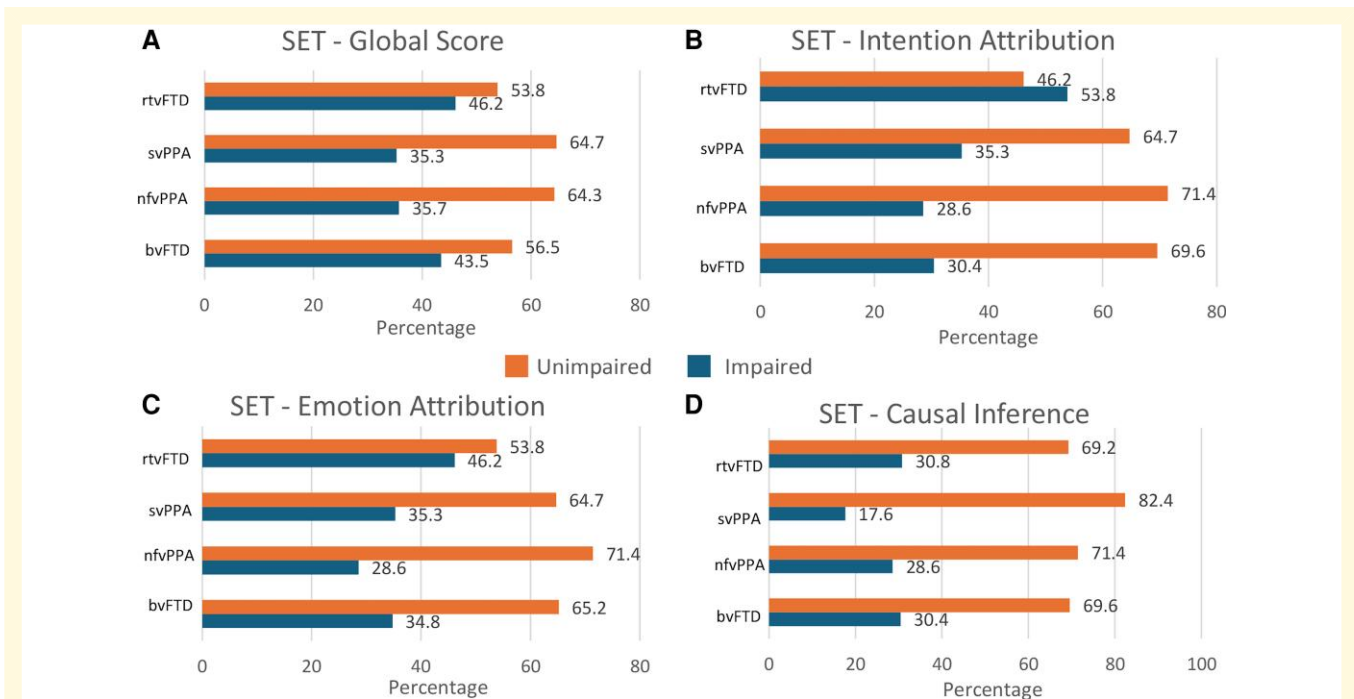 A
SET - Global Score
rtvFTD
53.8
46.2
svPPA
64.7
35.3
nfvPPA
64.3
35.7
bvFTD
56.5
43.5
0 20 40 60 80
Percentage
B
SET - Intention Attribution
rtvFTD
46.2
53.8
svPPA
64.7
35.3
nfvPPA
71.4
28.6
bvFTD
69.6
30.4
0 20 40 60 80
Percentage
Unimpaired Impaired
C
SET - Emotion Attribution
rtvFTD
53.8
46.2
svPPA
64.7
35.3
nfvPPA
71.4
28.6
bvFTD
65.2
34.8
0 20 40 60 80
Percentage
D
SET - Causal Inference
rtvFTD
69.2
30.8
svPPA
82.4
17.6
nfvPPA
71.4
28.6
bvFTD
69.6
30.4
0 20 40 60 80 100
Percentage